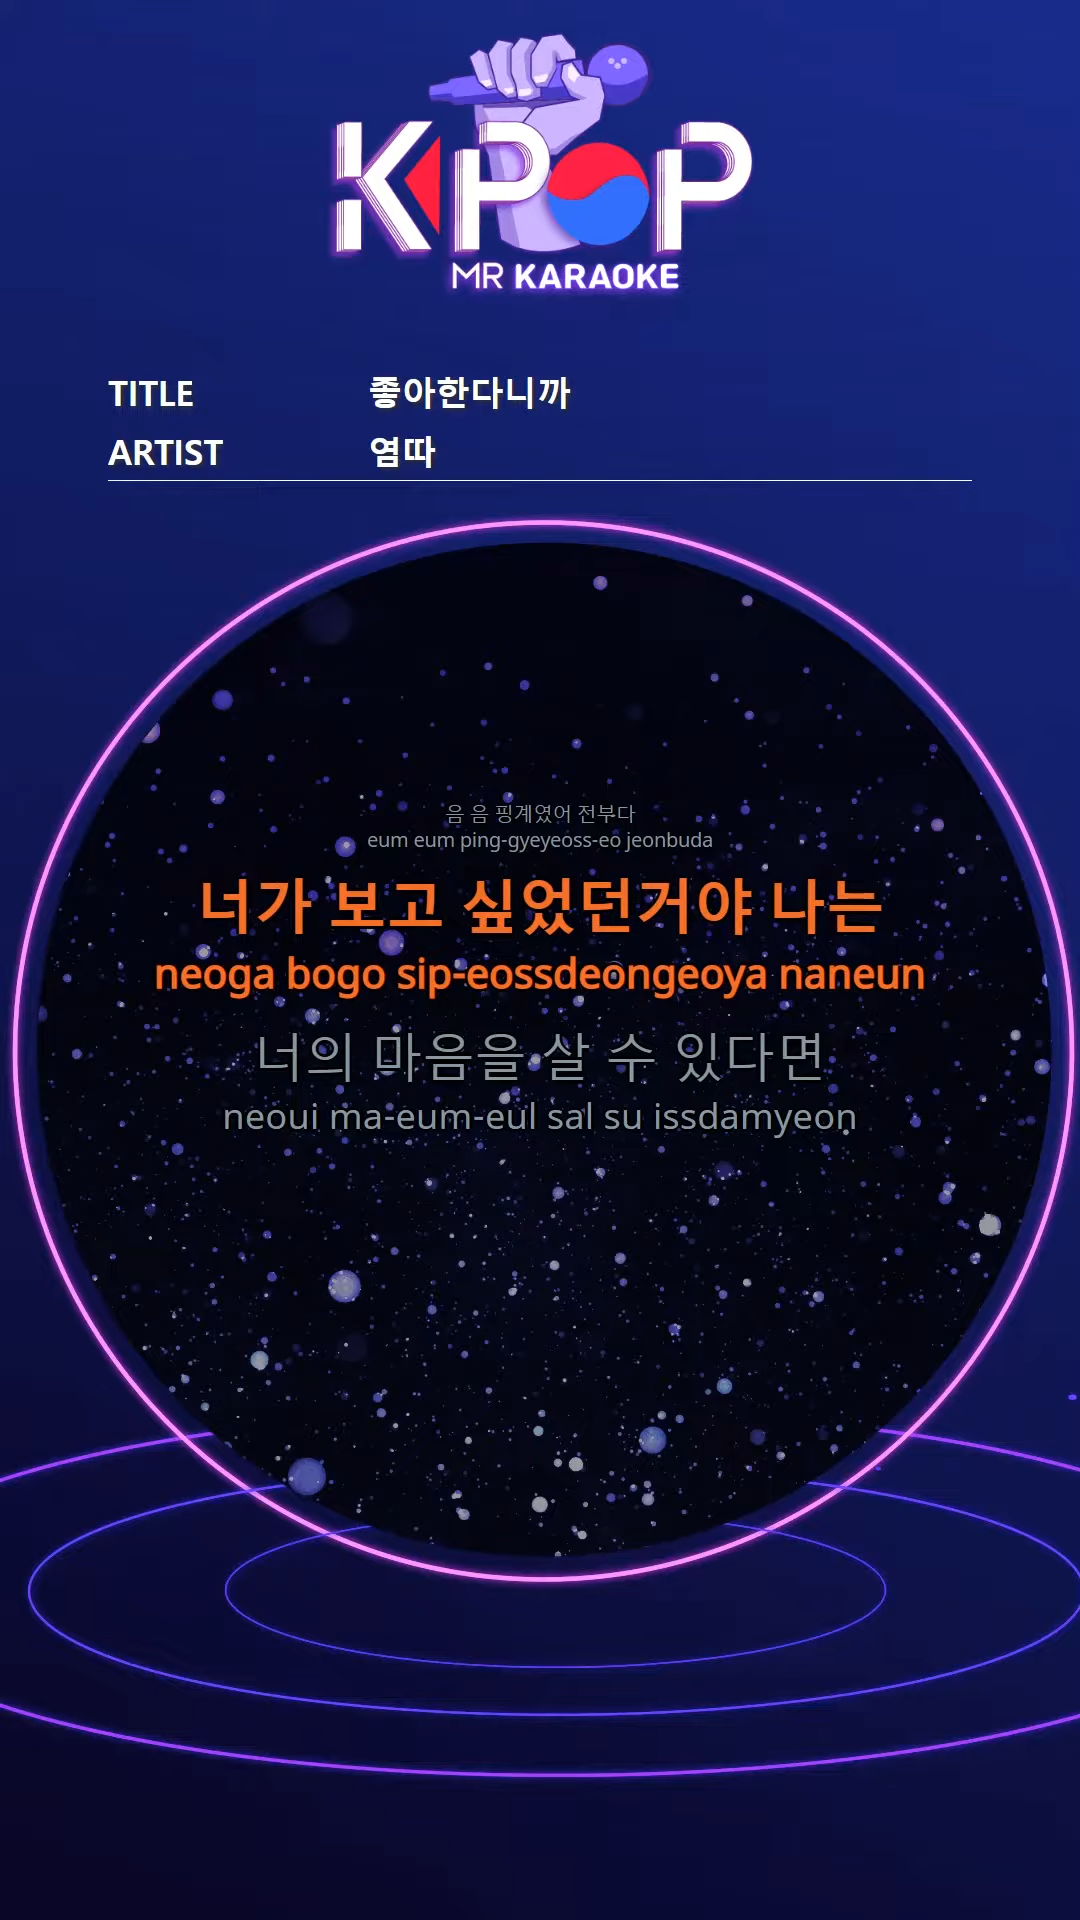 KPOP
MR KARAOKE
TITLE 좋아한다니까
ARTIST 염따
음 음 핑계였어 전부다
eum eum ping-gyeyeoss-eo jeonbuda
너가 보고 싶었던거야 나는
neoga bogo sip-eossdeongeoya naneun
너의 마음을 살 수 있다면
neoui ma-eum-eul sal su issdamyeon